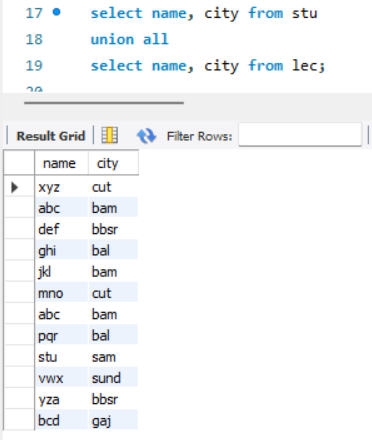 17 select name, city from stu
18 union all
19 select name, city from lec;
Result Grid Filter Rows:
name city
xyz cut
abc bam
def bbsr
ghi bal
jkl bam
mno cut
abc bam
pqr bal
stu sam
vwx sund
yza bbsr
bcd gaj